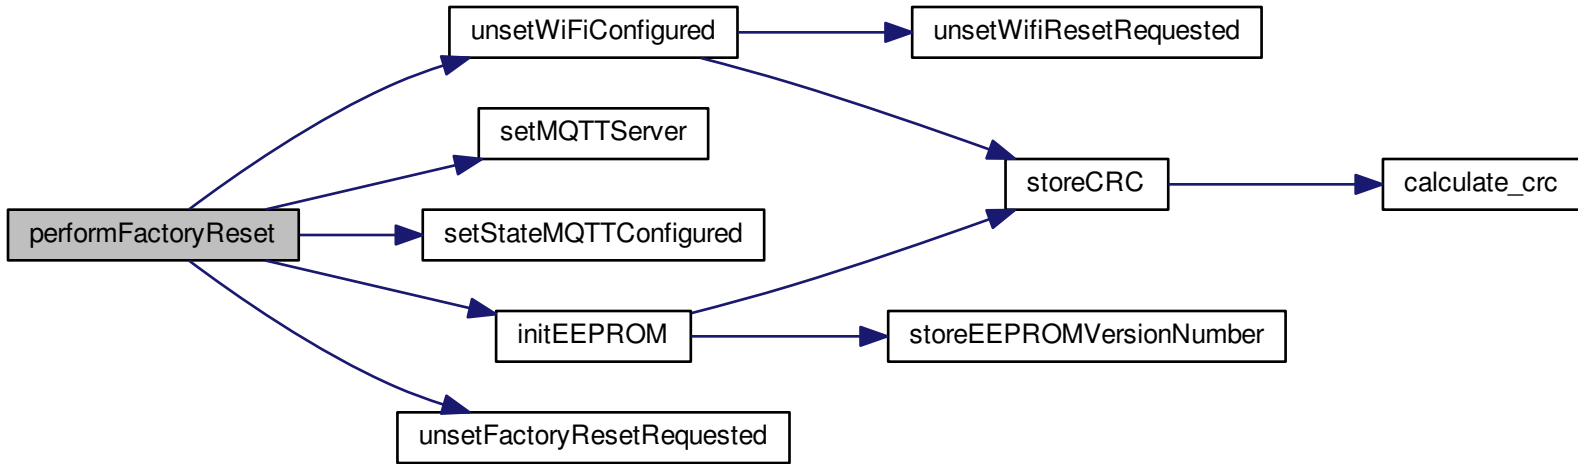 unsetWiFiConfigured
unsetWifiResetRequested
setMQTTServer
storeCRC
calculate_crc
performFactoryReset
setStateMQTTConfigured
initEEPROM
storeEEPROMVersionNumber
unsetFactoryResetRequested